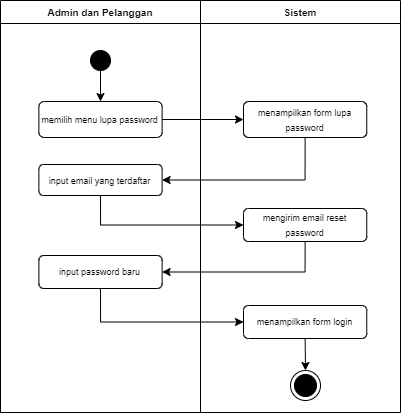 Admin dan Pelanggan
Sistem
memilih menu lupa password
menampilkan form lupa
password
input email yang terdaftar
mengirim email reset
password
input password baru
menampilkan form login